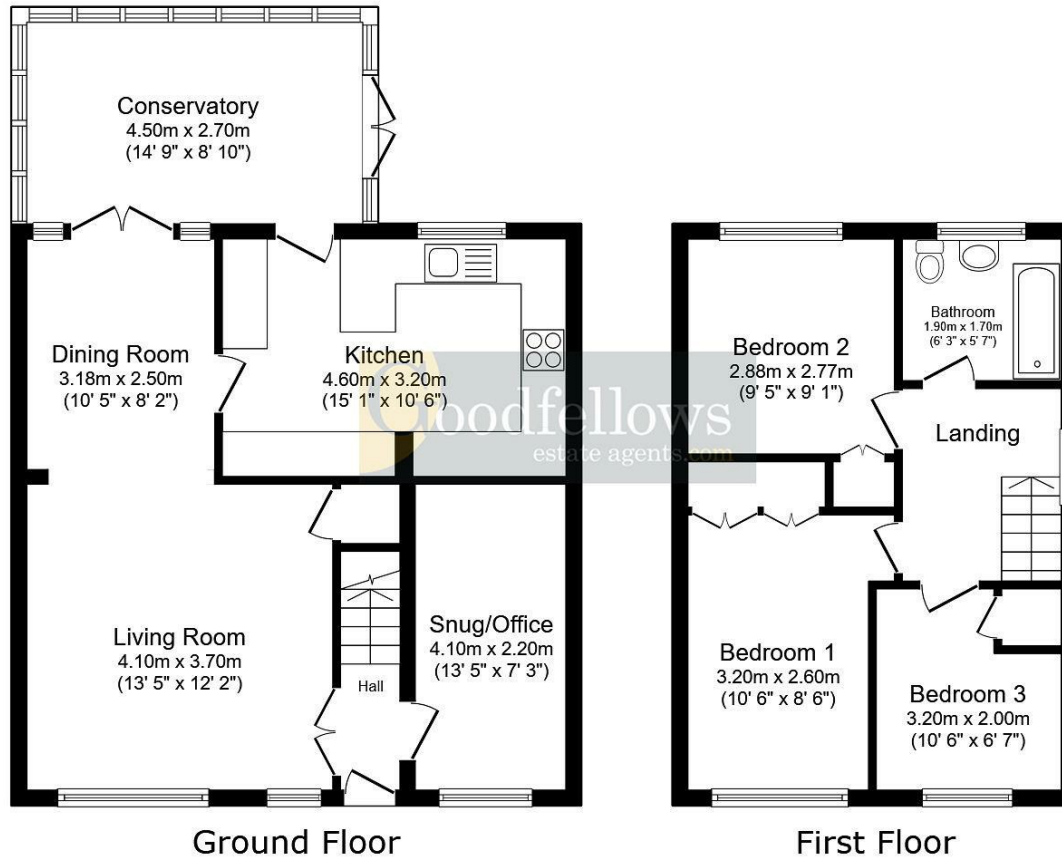 Conservatory
4.50m x 2.70m
(14' 9" x 8' 10")
Dining Room
3.18m x 2.50m
(10' 5" x 8' 2")
Kitchen
4.60m x 3.20m
(15' 1" x 10' 6")
Goodfellows
estate agents.com
Living Room
4.10m x 3.70m
(13' 5" x 12' 2")
Hall
Snug/Office
4.10m x 2.20m
(13' 5" x 7' 3")
Ground Floor
Bedroom 2
2.88m x 2.77m
(9' 5" x 9' 1")
Bathroom
1.90m x 1.70m
(6' 3" x 5' 7")
Landing
Bedroom 1
3.20m x 2.60m
(10' 6" x 8' 6")
Bedroom 3
3.20m x 2.00m
(10' 6" x 6' 7")
First Floor